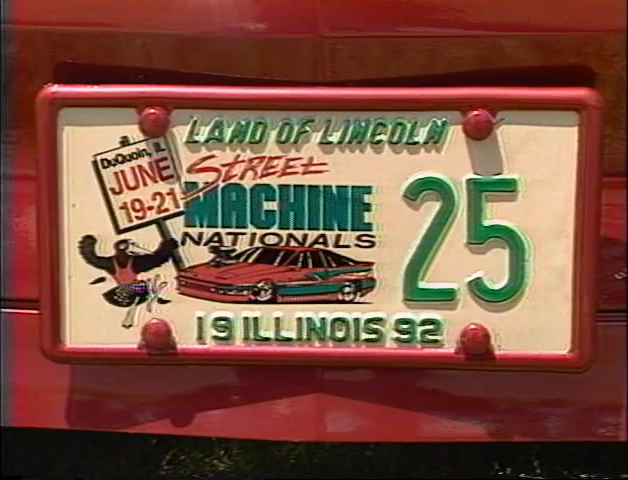 LAND OF LINCOLN
DuQuoin, IL
JUNE
19-21
STREET
MACHINE
NATIONALS
25
19 ILLINOIS 92